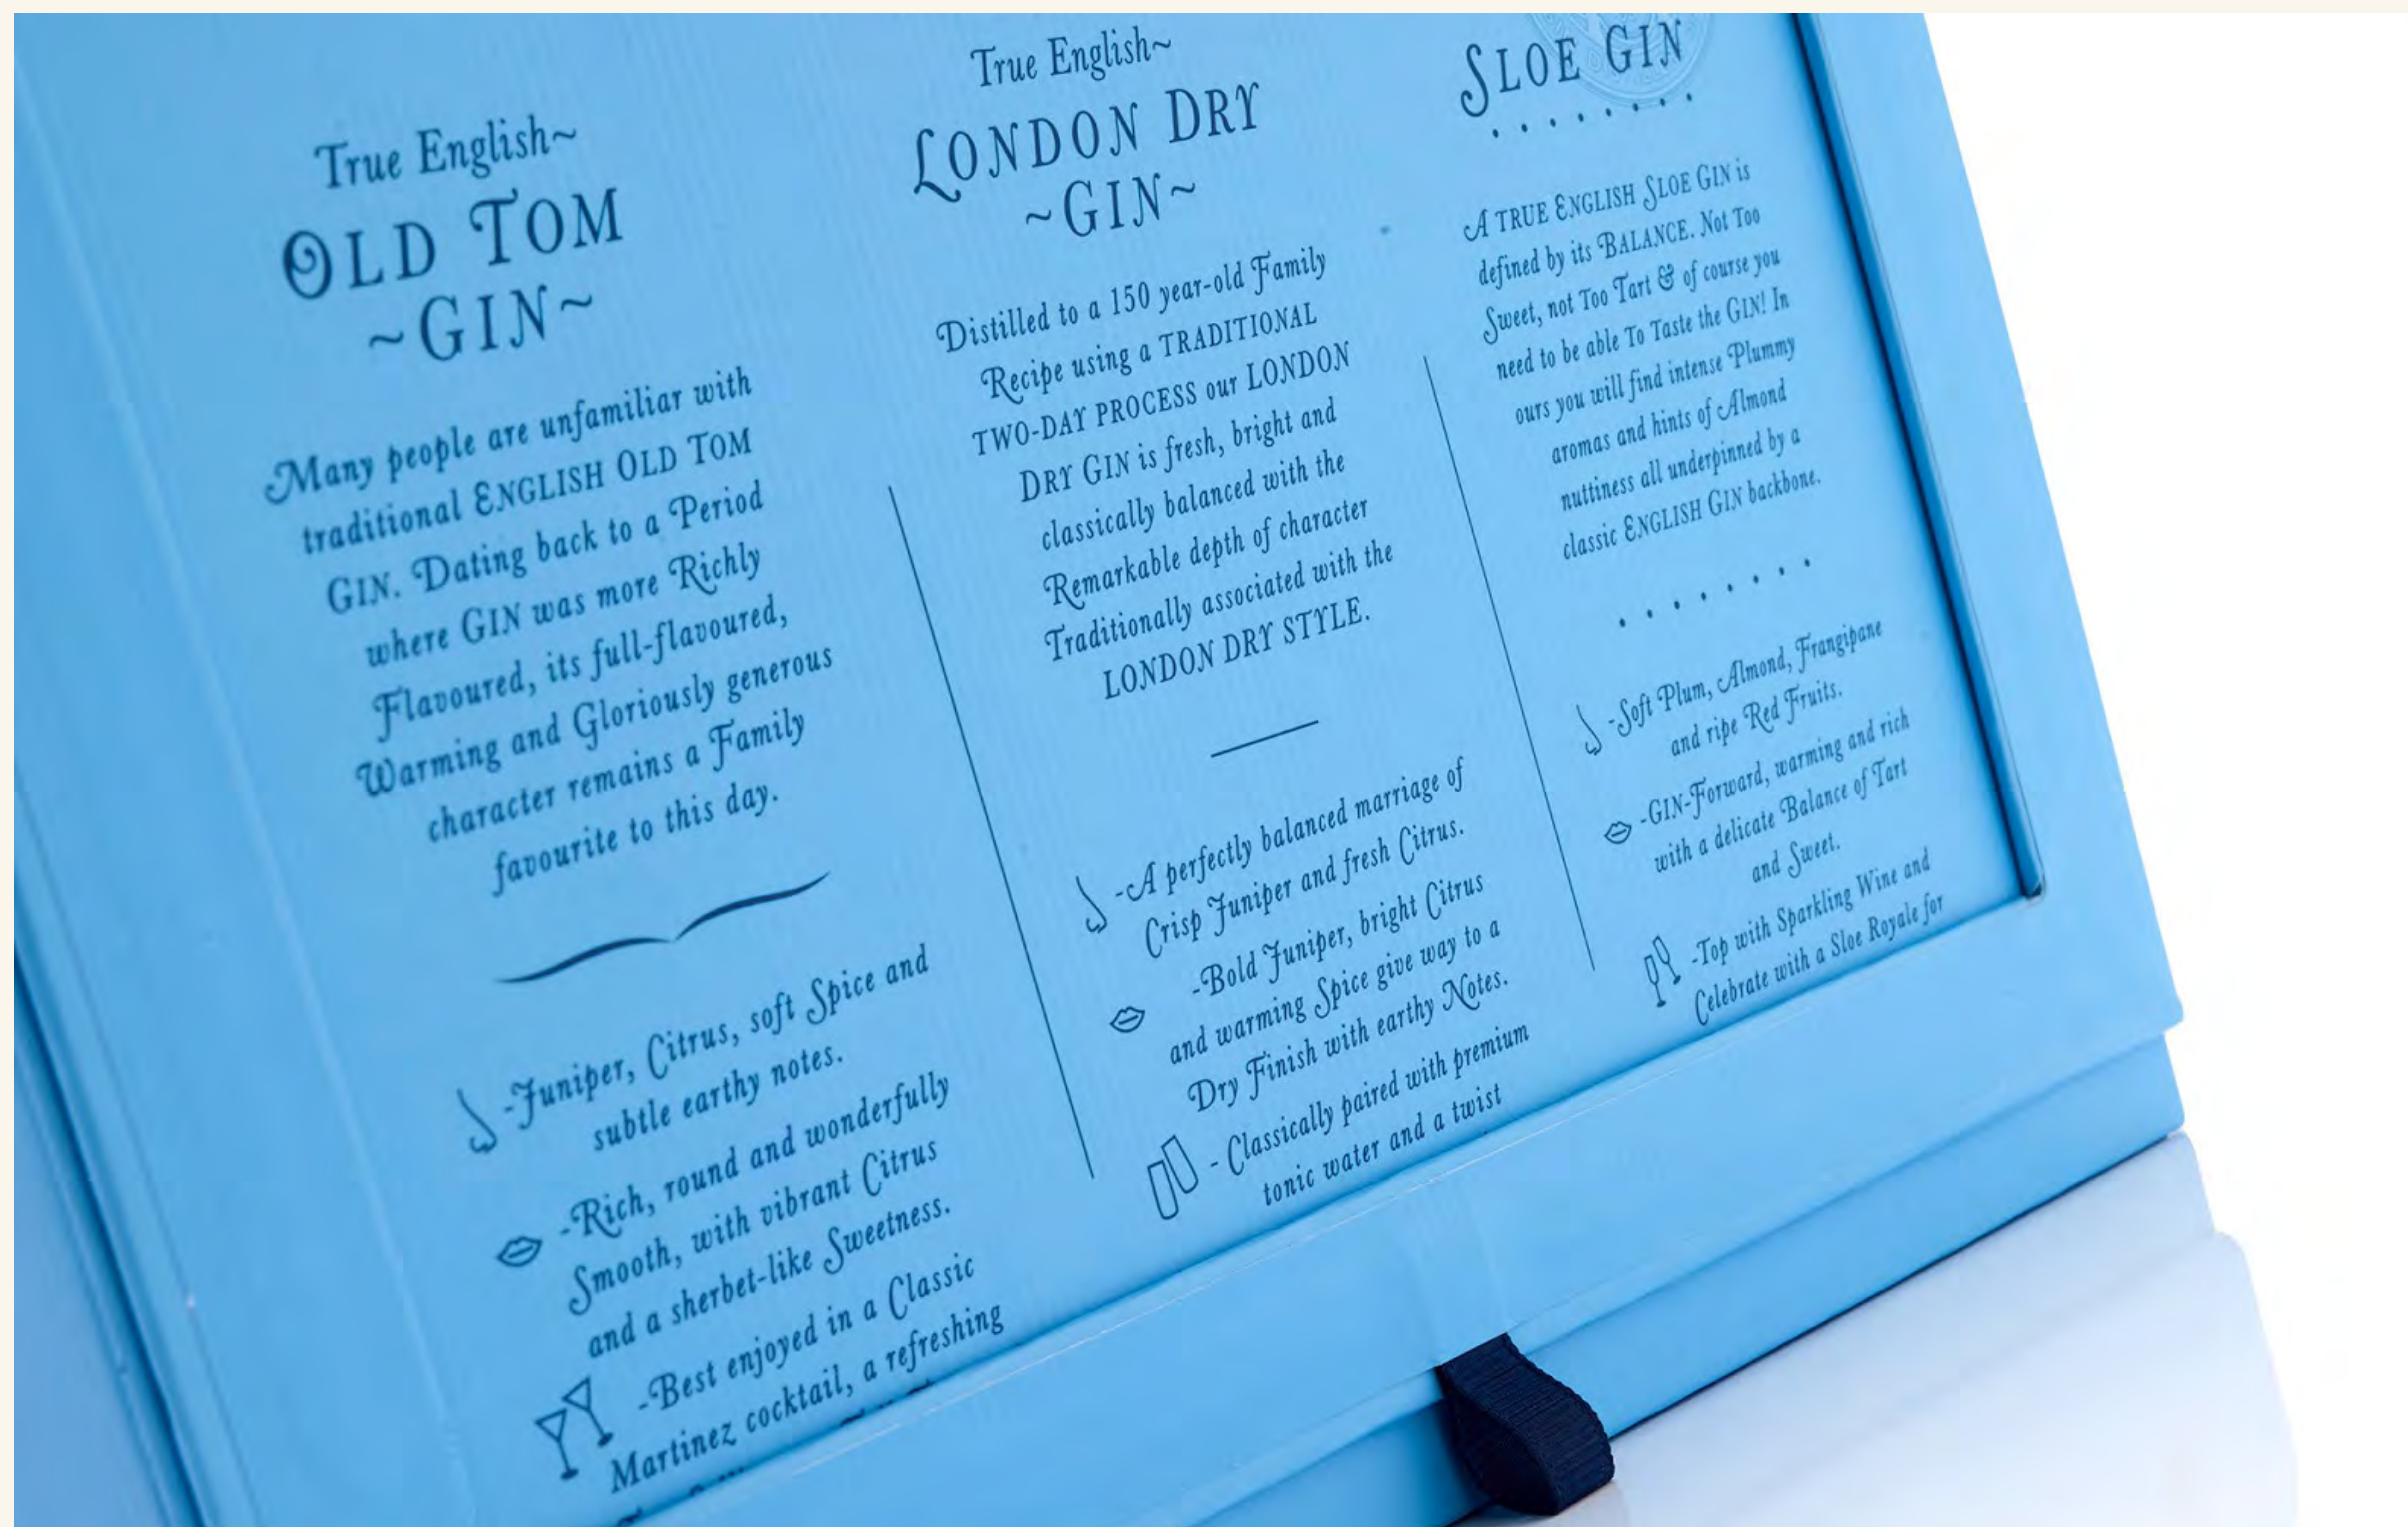 True English~
OLD TOM
~GIN~
Many people are unfamiliar with
traditional ENGLISH OLD TOM
GIN. Dating back to a Period
where GIN was more Richly
Flavoured, its full-flavoured,
Warming and Gloriously generous
character remains a Family
favourite to this day.
-Juniper, Citrus, soft Spice and
subtle earthy notes.
-Rich, round and wonderfully
Smooth, with vibrant Citrus
and a sherbet-like Sweetness.
-Best enjoyed in a Classic
Martinez cocktail, a refreshing
True English~
LONDON DRY
~GIN~
Distilled to a 150 year-old Family
Recipe using a TRADITIONAL
TWO-DAY PROCESS our LONDON
DRY GIN is fresh, bright and
classically balanced with the
Remarkable depth of character
Traditionally associated with the
LONDON DRY STYLE.
-A perfectly balanced marriage of
Crisp Juniper and fresh Citrus.
-Bold Juniper, bright Citrus
and warming Spice give way to a
Dry Finish with earthy Notes.
- Classically paired with premium
tonic water and a twist
SLOE GIN
A TRUE ENGLISH SLOE GIN is
defined by its BALANCE. Not Too
Sweet, not Too Tart & of course you
need to be able To Taste the GIN! In
ours you will find intense Plummy
aromas and hints of Almond
nuttiness all underpinned by a
classic ENGLISH GIN backbone.
-Soft Plum, Almond, Frangipane
and ripe Red Fruits.
-GIN-Forward, warming and rich
with a delicate Balance of Tart
and Sweet.
-Top with Sparkling Wine and
Celebrate with a Sloe Royale for